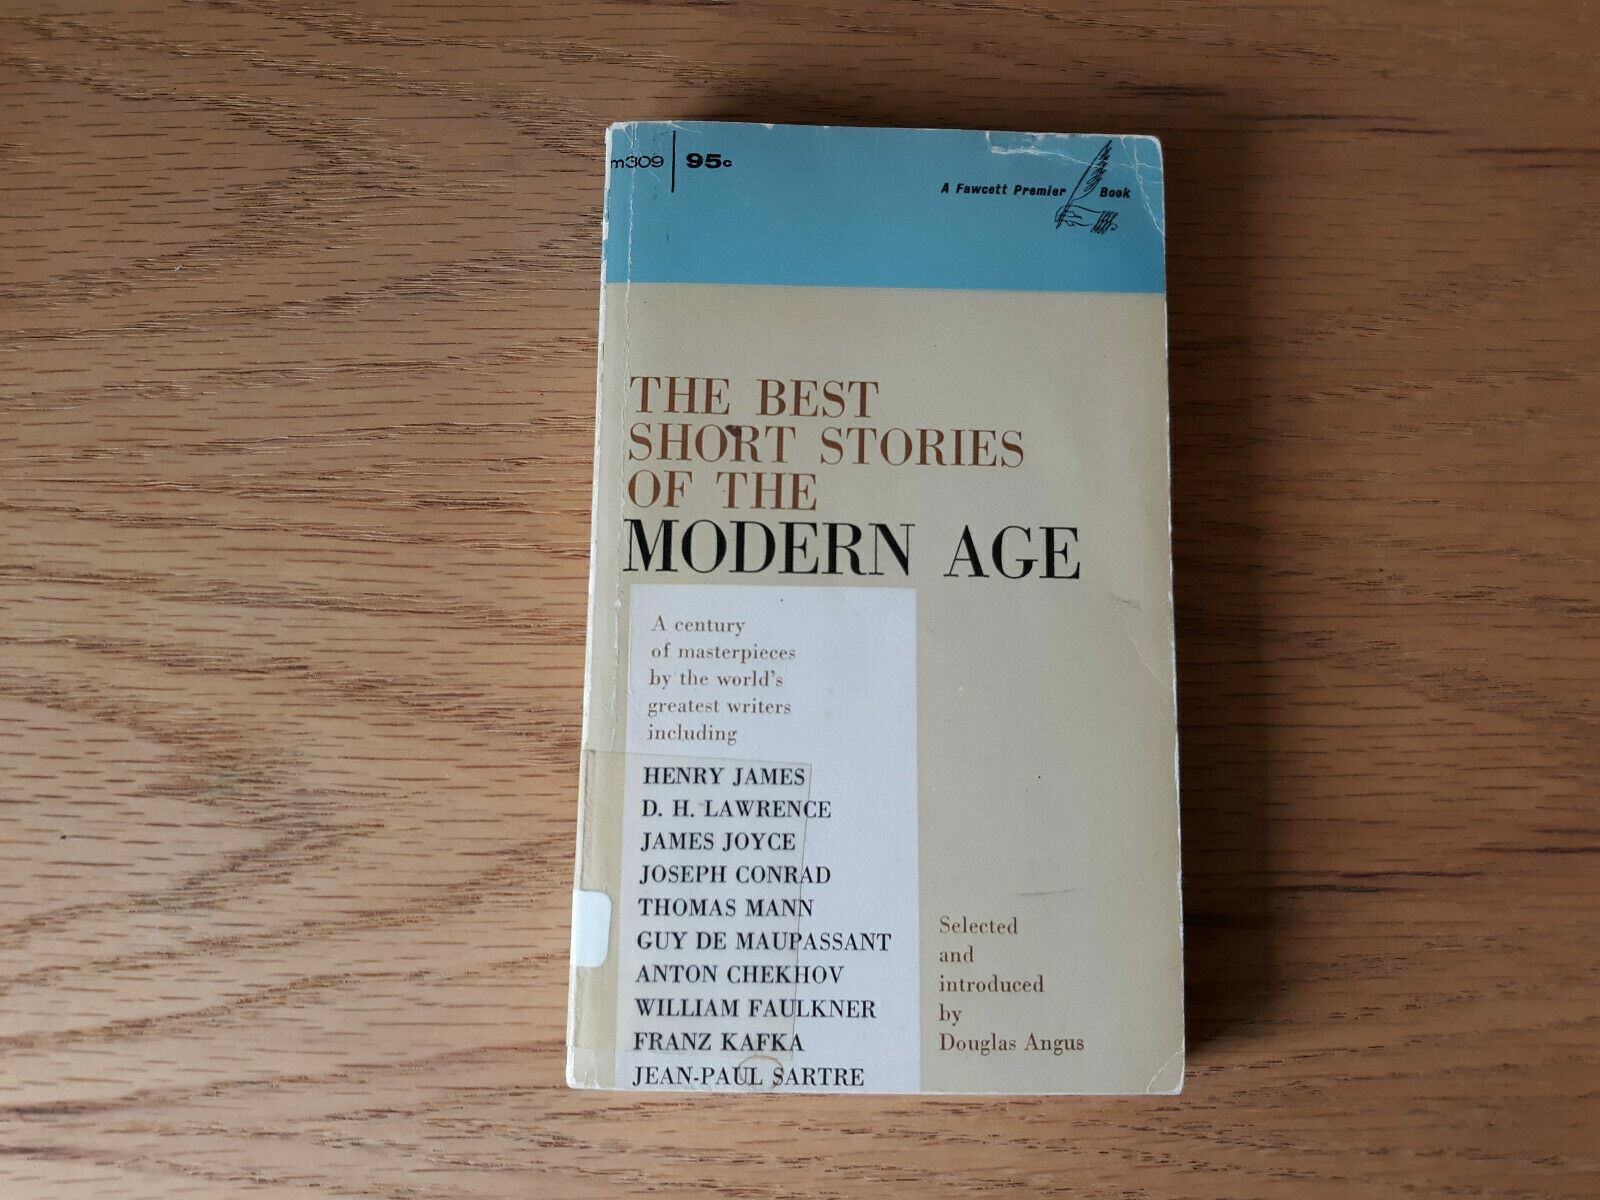 m309 95c
A Fawcett Premier Book
THE BEST
SHORT STORIES
OF THE
MODERN AGE
A century
of masterpieces
by the world's
greatest writers
including
HENRY JAMES
D. H. LAWRENCE
JAMES JOYCE
JOSEPH CONRAD
THOMAS MANN
GUY DE MAUPASSANT
ANTON CHEKHOV
WILLIAM FAULKNER
FRANZ KAFKA
JEAN-PAUL SARTRE
Selected
and
introduced
by
Douglas Angus